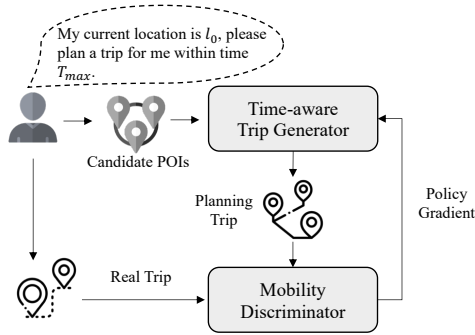 My current location is l₀, please
plan a trip for me within time
Tₘₐₓ.
Time-aware
Trip Generator
Candidate POIs
Planning
Trip
Policy
Gradient
Real Trip
Mobility
Discriminator